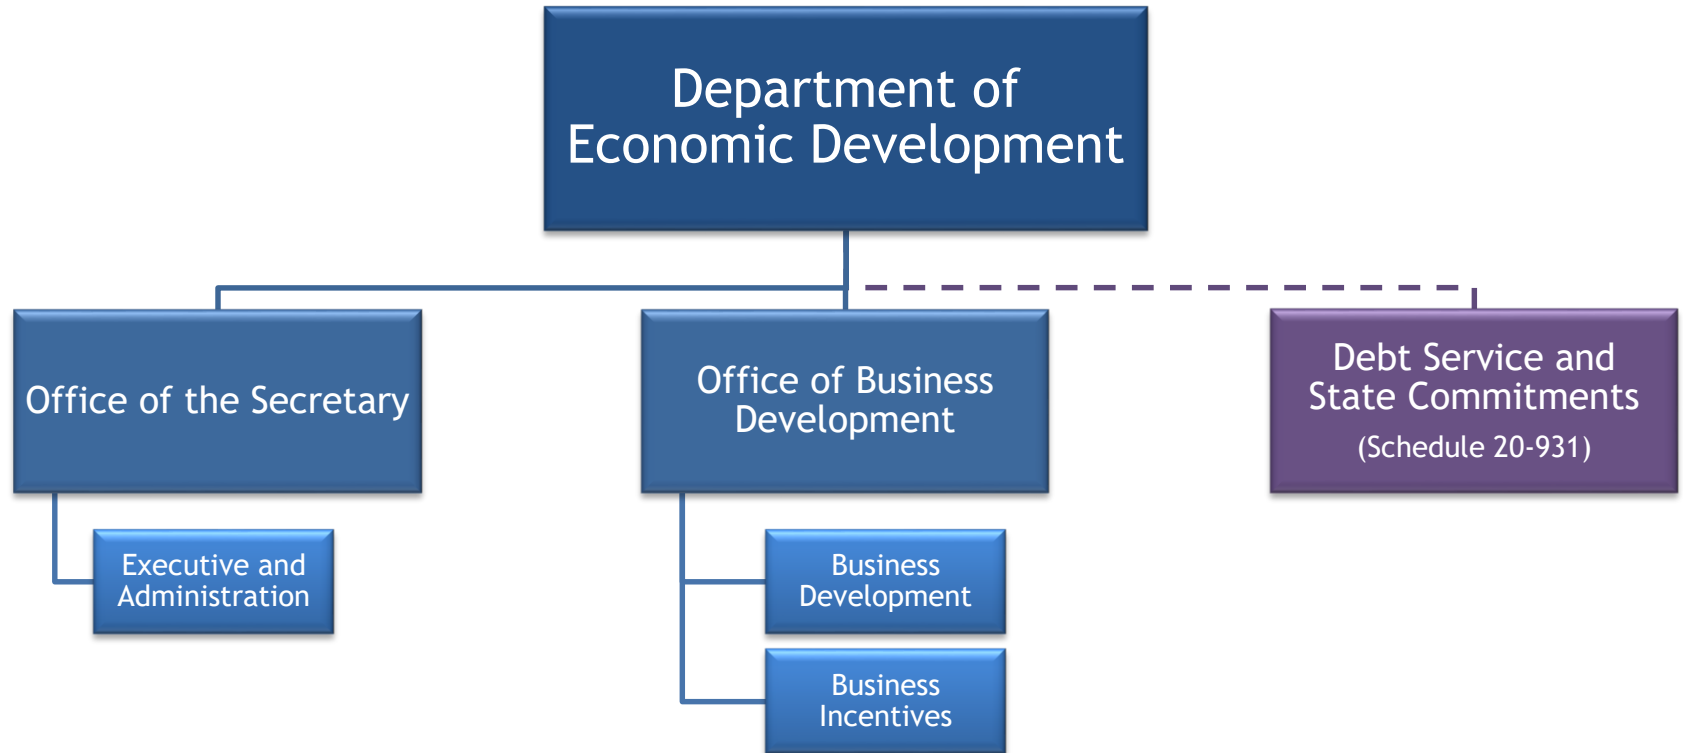 Department of
Economic Development
Office of the Secretary
Office of Business
Development
Debt Service and
State Commitments
(Schedule 20-931)
Executive and
Administration
Business
Development
Business
Incentives